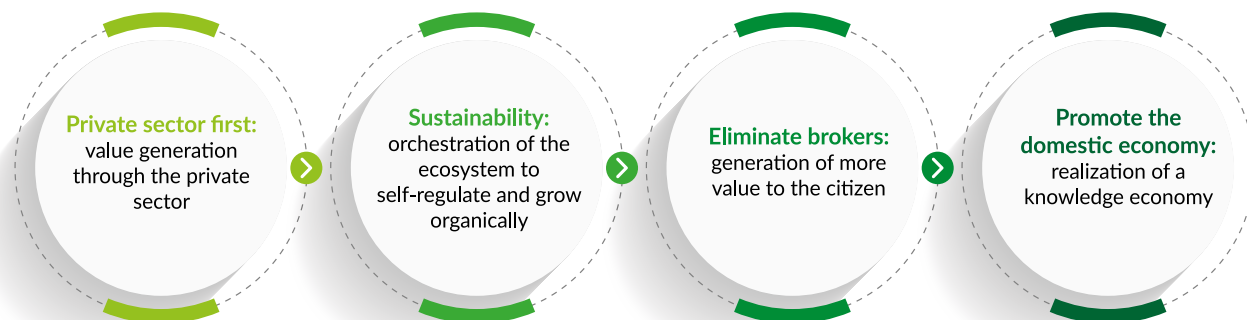 Private sector first:
value generation
through the private
sector
Sustainability:
orchestration of the
ecosystem to
self-regulate and grow
organically
Eliminate brokers:
generation of more
value to the citizen
Promote the
domestic economy:
realization of a
knowledge economy